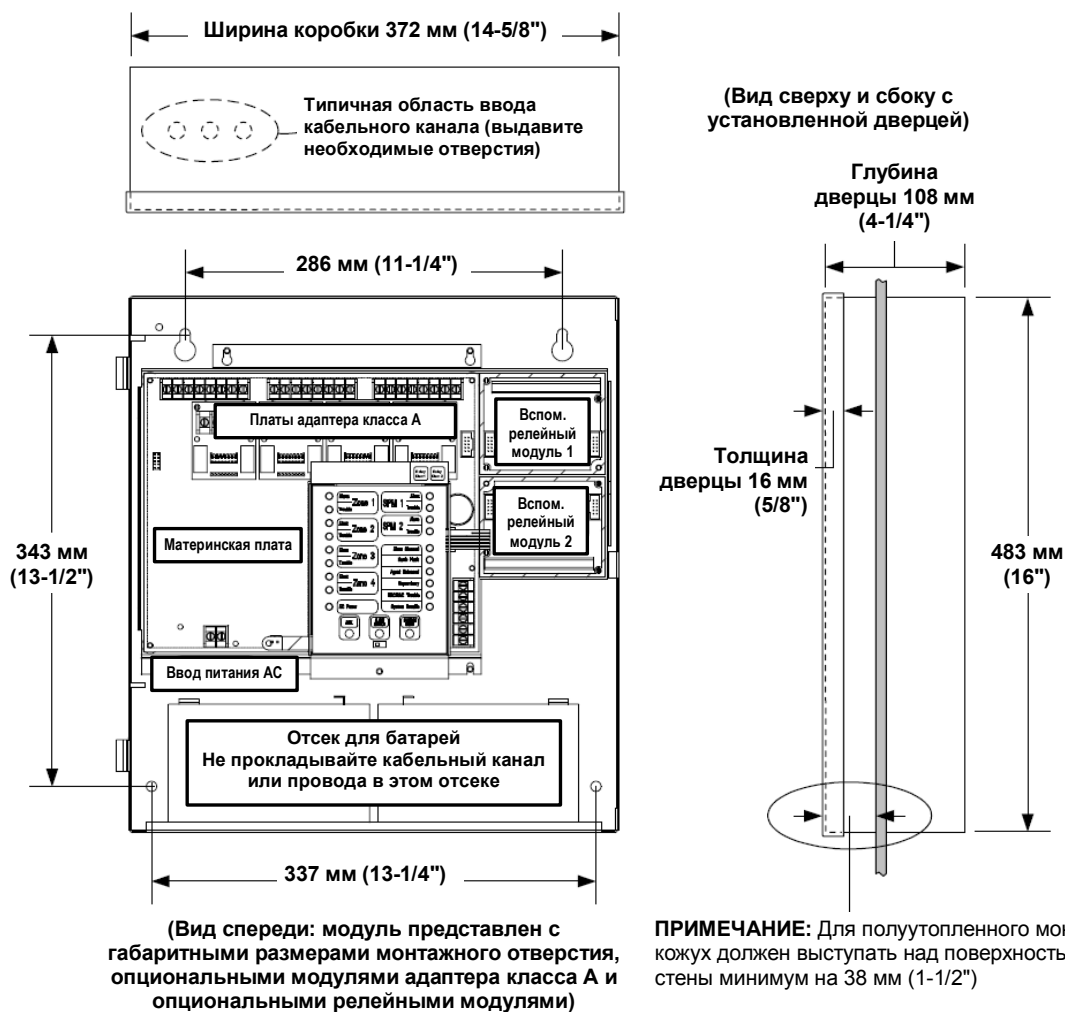 Ширина коробки 372 мм (14-5/8")
Типичная область ввода
кабельного канала (выдавите
необходимые отверстия)
(Вид сверху и сбоку с
установленной дверцей)
Глубина
дверцы 108 мм
(4-1/4")
286 мм (11-1/4")
Платы адаптера класса А
Вспом.
релейный
модуль 1
Толщина
дверцы 16 мм
(5/8")
Вспом.
релейный
модуль 2
Zone 1
SPM 1
Zone 2
SPM 2
Zone 3
Zone 4
Материнская плата
343 мм
(13-1/2")
483 мм
(16")
Ввод питания АС
Отсек для батарей
Не прокладывайте кабельный канал
или провода в этом отсеке
337 мм (13-1/4")
(Вид спереди: модуль представлен с
габаритными размерами монтажного отверстия,
опциональными модулями адаптера класса А и
опциональными релейными модулями)
ПРИМЕЧАНИЕ: Для полуутопленного мон
кожух должен выступать над поверхность
стены минимум на 38 мм (1-1/2")